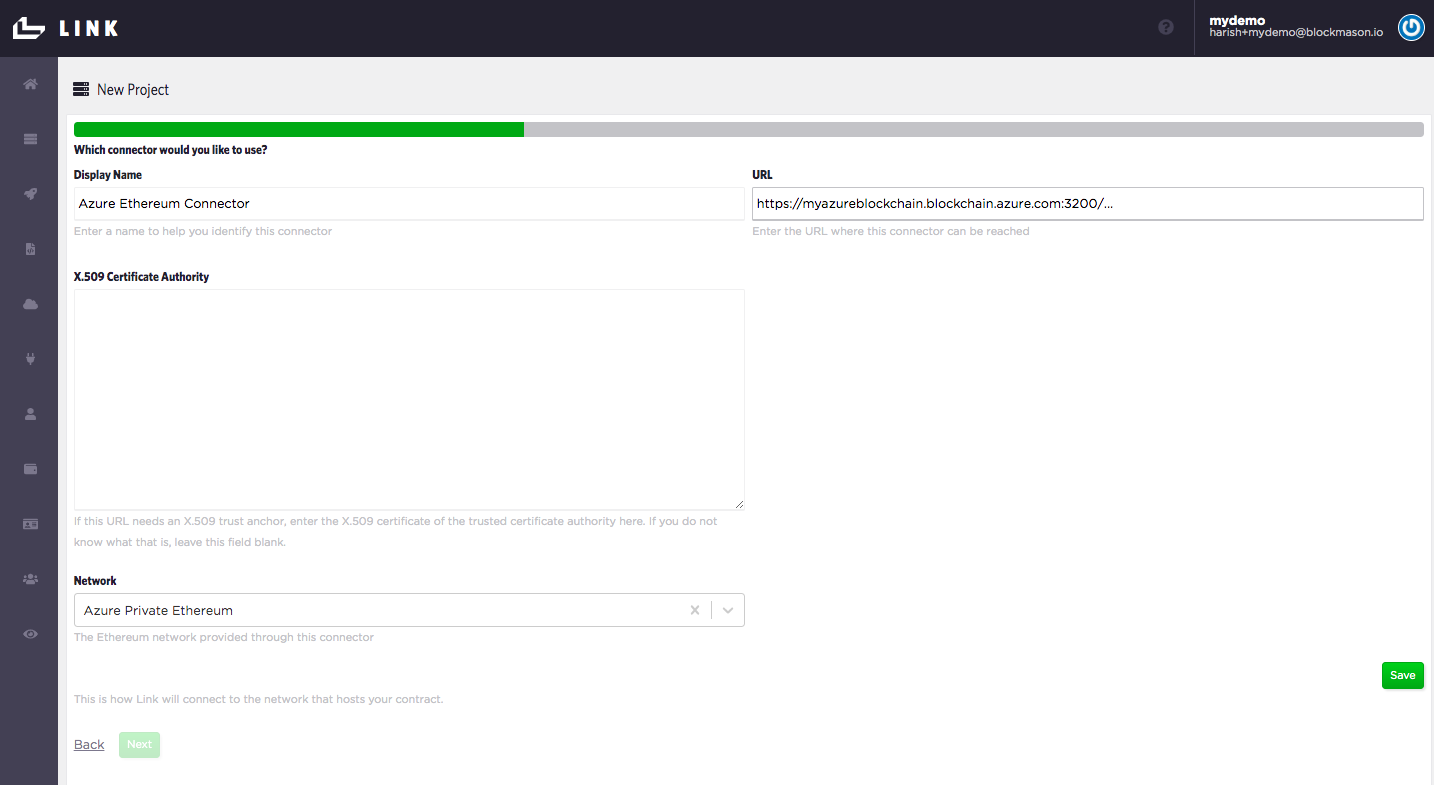 LINK
mydemo
harish+mydemo@blockmason.io
New Project
Which connector would you like to use?
Display Name
URL
Azure Ethereum Connector
https://myazureblockchain.blockchain.azure.com:3200/...
Enter a name to help you identify this connector
Enter the URL where this connector can be reached
X.509 Certificate Authority
If this URL needs an X.509 trust anchor, enter the X.509 certificate of the trusted certificate authority here. If you do not
know what that is, leave this field blank.
Network
Azure Private Ethereum
The Ethereum network provided through this connector
Save
This is how Link will connect to the network that hosts your contract.
Back
Next